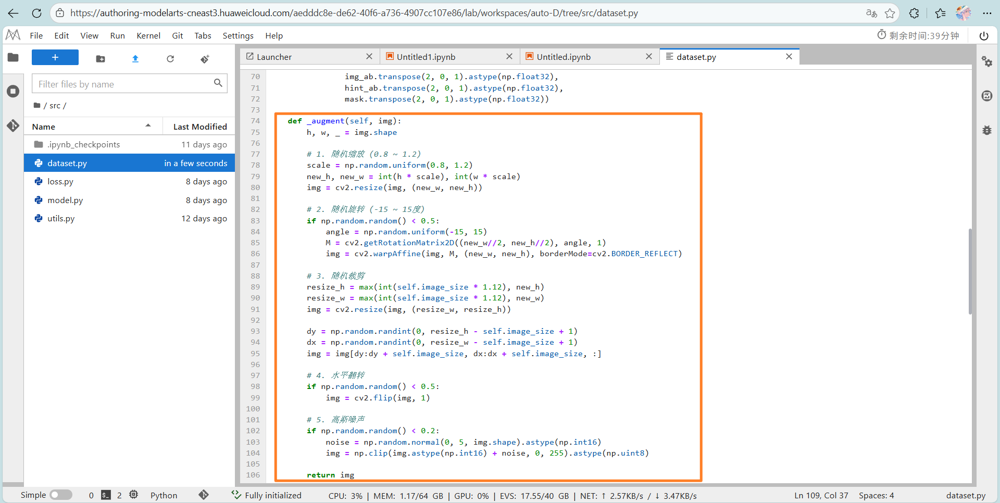 https://authoring-modelarts-cneast3.huaweicloud.com/aedddc8e-de62-40f6-a736-4907cc107e86/lab/workspaces/auto-D/tree/src/dataset.py
File Edit View Run Kernel Git Tabs Settings Help
剩余时间:39分钟
Launcher
Untitled1.ipynb
Untitled.ipynb
dataset.py
Filter files by name
/ src /
Name Last Modified
.ipynb_checkpoints 11 days ago
dataset.py in a few seconds
loss.py 8 days ago
model.py 8 days ago
utils.py 12 days ago
70 img_ab.transpose(2, 0, 1).astype(np.float32),
71 hint_ab.transpose(2, 0, 1).astype(np.float32),
72 mask.transpose(2, 0, 1).astype(np.float32))
73
74 def _augment(self, img):
75 h, w, _ = img.shape
76
77 # 1. 随机缩放 (0.8 ~ 1.2)
78 scale = np.random.uniform(0.8, 1.2)
79 new_h, new_w = int(h * scale), int(w * scale)
80 img = cv2.resize(img, (new_w, new_h))
81
82 # 2. 随机旋转 (-15 ~ 15度)
83 if np.random.random() < 0.5:
84 angle = np.random.uniform(-15, 15)
85 M = cv2.getRotationMatrix2D((new_w//2, new_h//2), angle, 1)
86 img = cv2.warpAffine(img, M, (new_w, new_h), borderMode=cv2.BORDER_REFLECT)
87
88 # 3. 随机裁剪
89 resize_h = max(int(self.image_size * 1.12), new_h)
90 resize_w = max(int(self.image_size * 1.12), new_w)
91 img = cv2.resize(img, (resize_w, resize_h))
92
93 dy = np.random.randint(0, resize_h - self.image_size + 1)
94 dx = np.random.randint(0, resize_w - self.image_size + 1)
95 img = img[dy:dy + self.image_size, dx:dx + self.image_size, :]
96
97 # 4. 水平翻转
98 if np.random.random() < 0.5:
99 img = cv2.flip(img, 1)
100
101 # 5. 高斯噪声
102 if np.random.random() < 0.2:
103 noise = np.random.normal(0, 5, img.shape).astype(np.int16)
104 img = np.clip(img.astype(np.int16) + noise, 0, 255).astype(np.uint8)
105
106 return img
Simple 0 2 Python Fully initialized CPU: 3% | MEM: 1.17/64 GB | GPU: 0% | EVS: 17.55/40 GB | NET: ↑ 2.57KB/s / ↓ 3.47KB/s Ln 109, Col 37 Spaces: 4 dataset.py